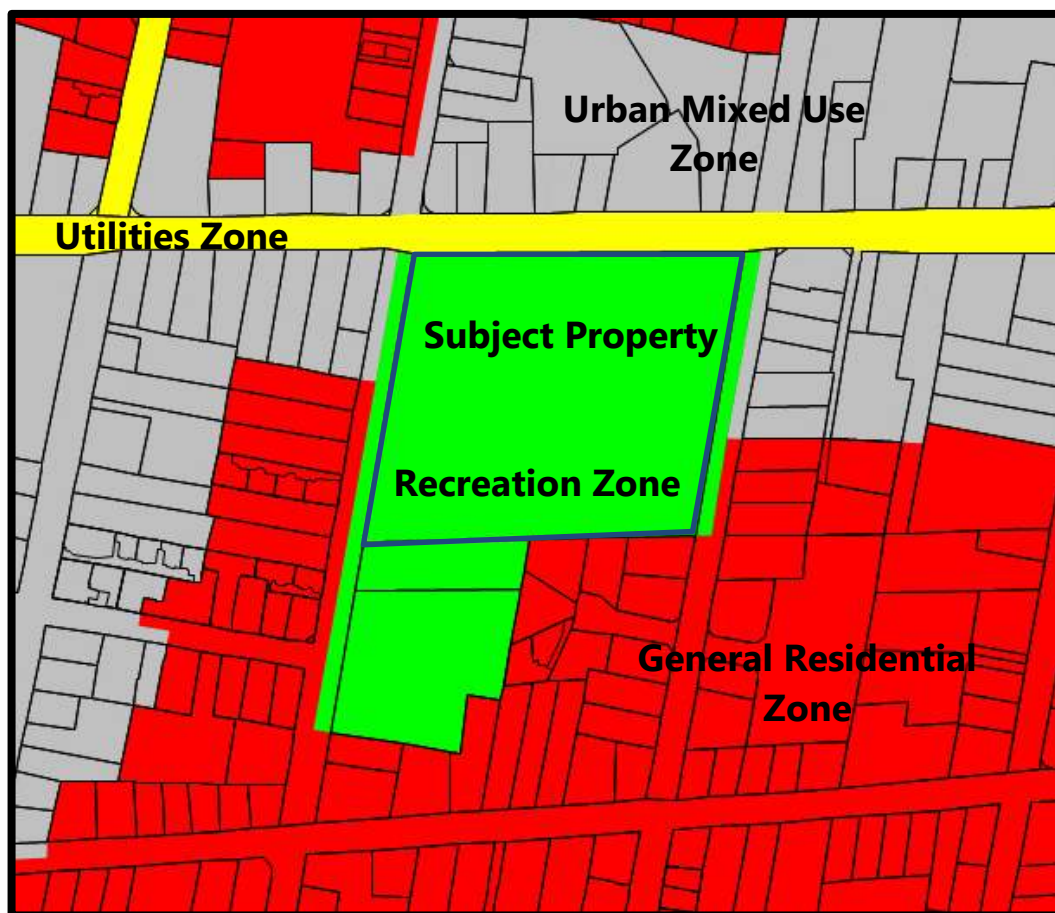 Urban Mixed Use
Zone
Utilities Zone
Subject Property
Recreation Zone
General Residential
Zone